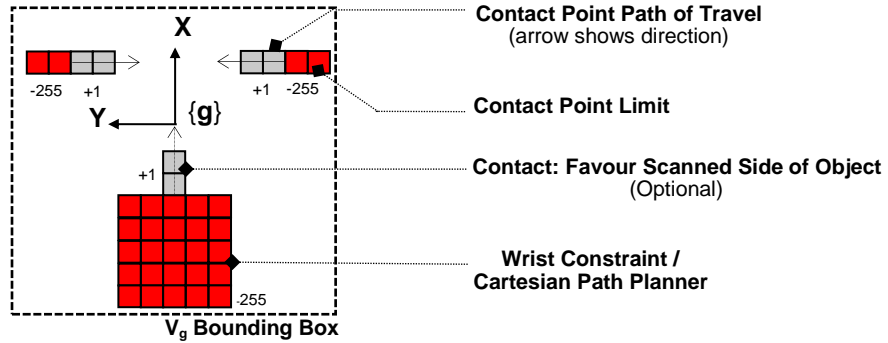 Contact Point Path of Travel
(arrow shows direction)
X
-255
+1
+1
-255
Contact Point Limit
Y
{g}
Contact: Favour Scanned Side of Object
(Optional)
+1
Wrist Constraint /
Cartesian Path Planner
-255
Vg Bounding Box